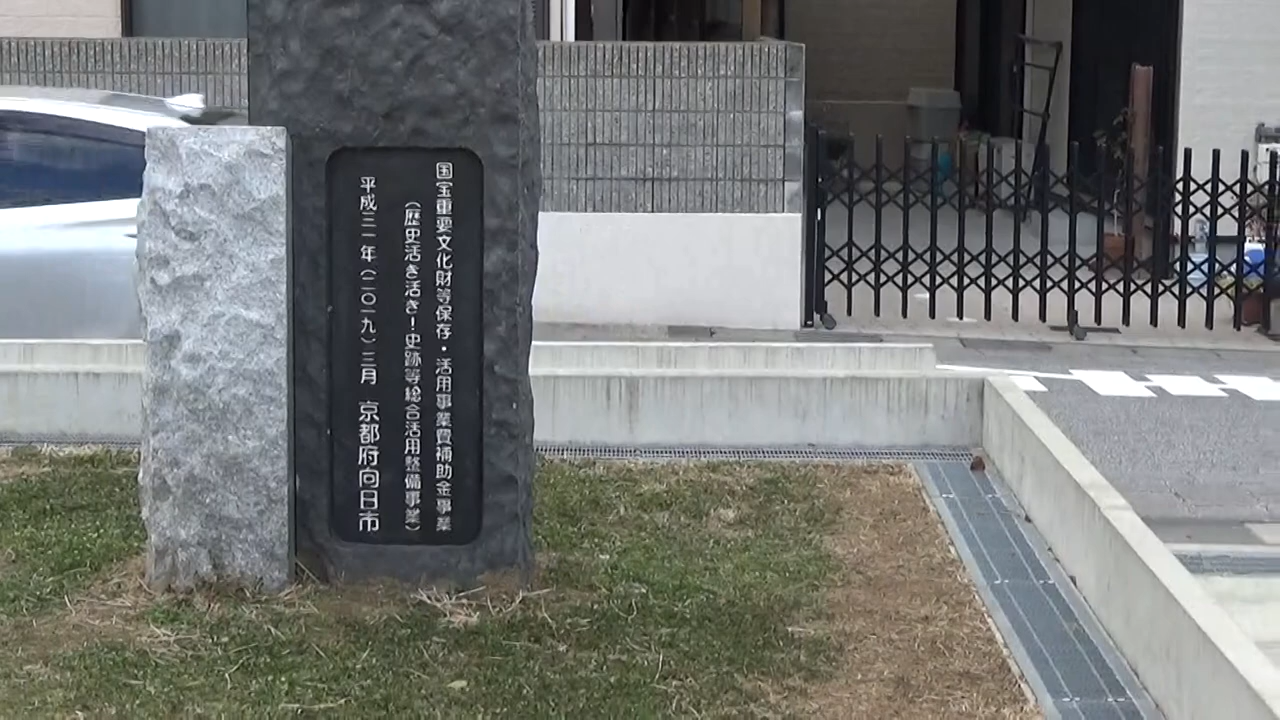 国宝重要文化財等保存・活用事業費補助金事業
（歴史活き活き！史跡等総合活用整備事業）
平成三一年（二〇一九）三月 京都府向日市